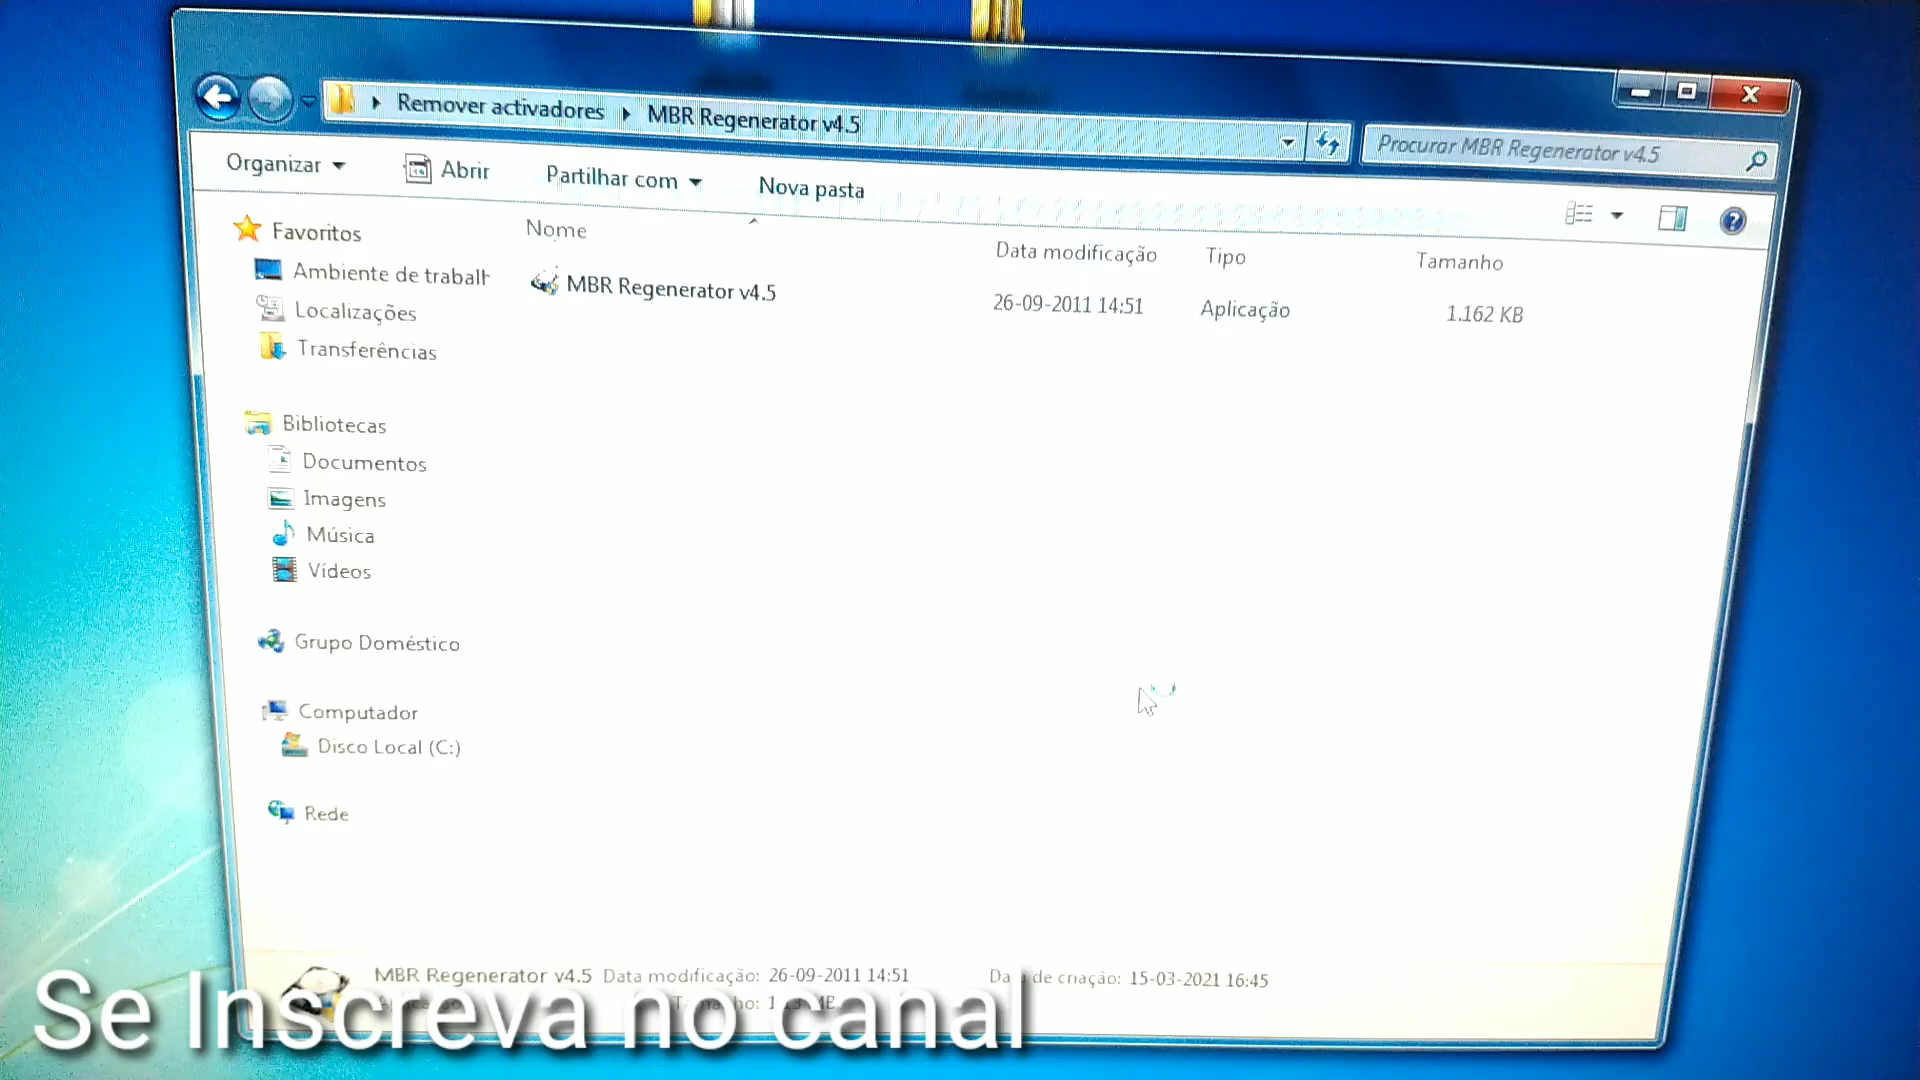 Remover activadores MBR Regenerator v4.5
Procurar MBR Regenerator v4.5
Organizar Abrir Partilhar com Nova pasta
Nome Data modificação Tipo Tamanho
MBR Regenerator v4.5 26-09-2011 14:51 Aplicação 1.162 KB
Favoritos
Ambiente de trabalh
Localizações
Transferências
Bibliotecas
Documentos
Imagens
Música
Vídeos
Grupo Doméstico
Computador
Disco Local (C:)
Rede
MBR Regenerator v4.5 Data modificação: 26-09-2011 14:51 de criação: 15-03-2021 16:45
Se Inscreva no canal